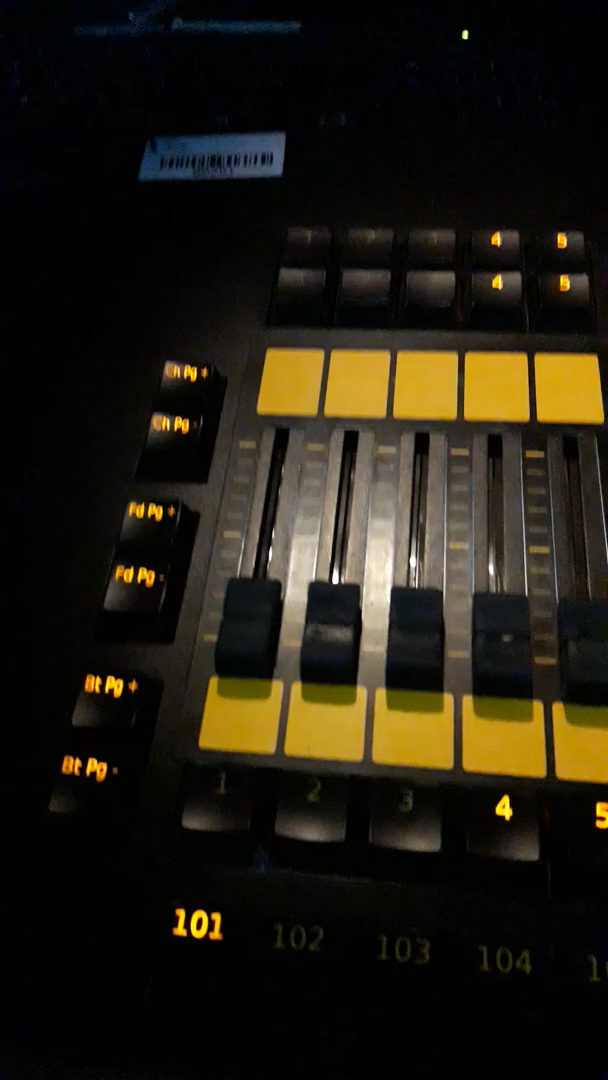 4 5
4 5
Ch Pg +
Ch Pg -
Fd Pg +
Fd Pg -
Bt Pg +
Bt Pg -
1 2 3 4 5
101 102 103 104